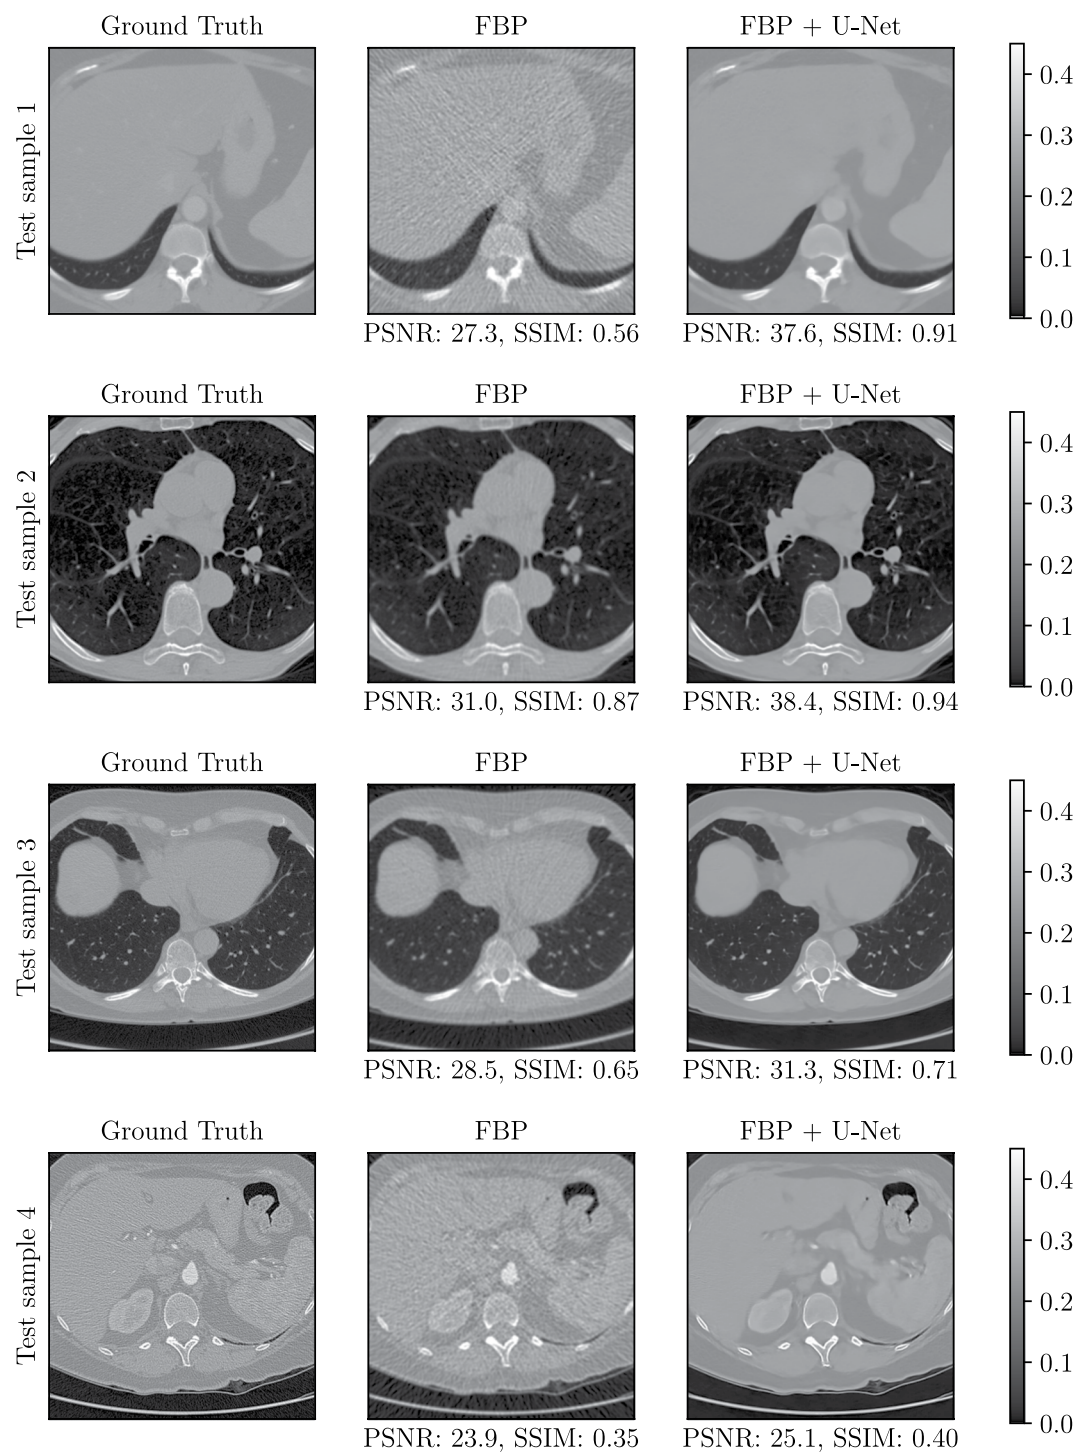 Ground Truth
FBP
FBP + U-Net
Test sample 1
0.4
0.3
0.2
0.1
0.0
PSNR: 27.3, SSIM: 0.56
PSNR: 37.6, SSIM: 0.91
Ground Truth
FBP
FBP + U-Net
Test sample 2
0.4
0.3
0.2
0.1
0.0
PSNR: 31.0, SSIM: 0.87
PSNR: 38.4, SSIM: 0.94
Ground Truth
FBP
FBP + U-Net
Test sample 3
0.4
0.3
0.2
0.1
0.0
PSNR: 28.5, SSIM: 0.65
PSNR: 31.3, SSIM: 0.71
Ground Truth
FBP
FBP + U-Net
Test sample 4
0.4
0.3
0.2
0.1
0.0
PSNR: 23.9, SSIM: 0.35
PSNR: 25.1, SSIM: 0.40